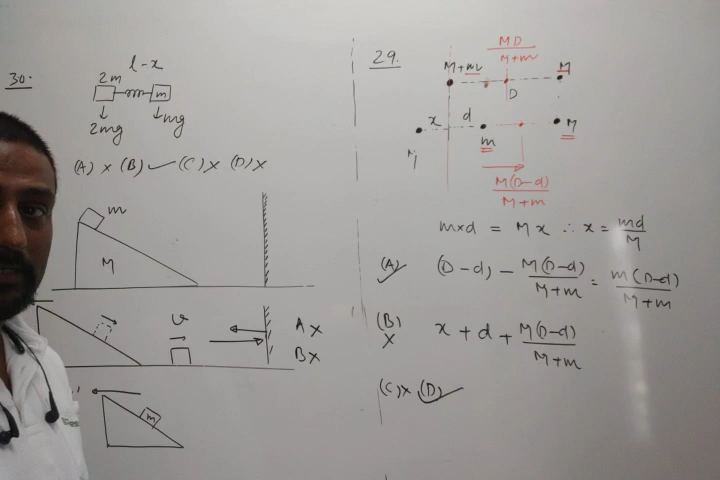 30.
l-x
2m
m
2mg
mg
(A) × (B) ✓ (C) × (D) ×
m
M
v
A ×
B ×
m
29.
MD
M+m
M+m
M
D
x
d
m
M
M
M(D-d)
M+m
m×d = Mx ∴ x = md/M
(A) ✓ (D-d) - M(D-d)/M+m = m(D-d)/M+m
(B) × x + d + M(D-d)/M+m
(C) × (D) ✓